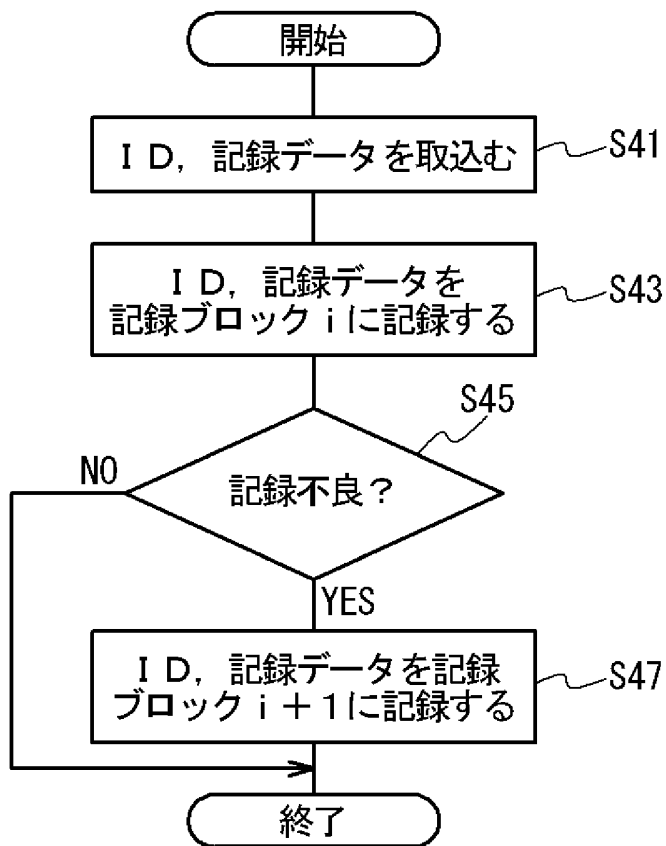 開始
ＩＤ，記録データを取込む
S41
ＩＤ，記録データを
記録ブロックｉに記録する
S43
S45
記録不良？
NO
YES
ＩＤ，記録データを記録
ブロックｉ＋１に記録する
S47
終了